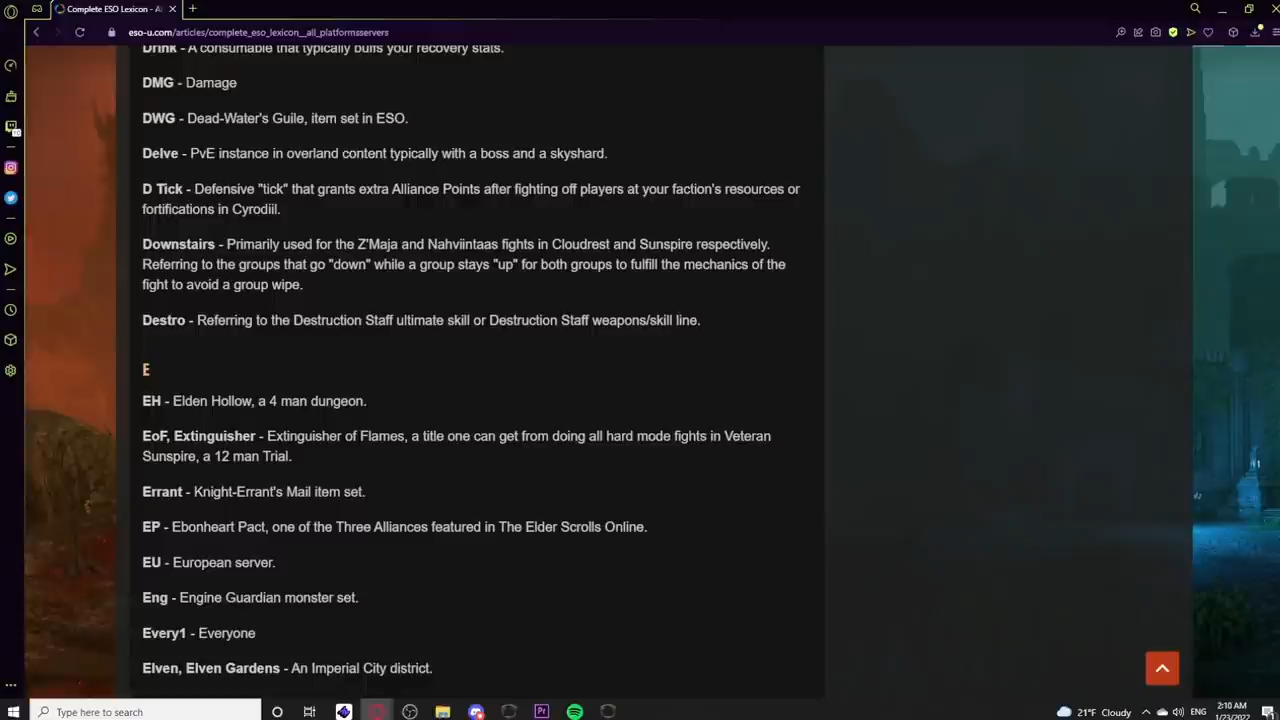 Complete ESO Lexicon - A
eso-u.com/articles/complete_eso_lexicon__all_platformsservers
Drink - A consumable that typically buffs your recovery stats.
DMG - Damage
DWG - Dead-Water's Guile, item set in ESO.
Delve - PvE instance in overland content typically with a boss and a skyshard.
D Tick - Defensive "tick" that grants extra Alliance Points after fighting off players at your faction's resources or
fortifications in Cyrodiil.
Downstairs - Primarily used for the Z'Maja and Nahviintaas fights in Cloudrest and Sunspire respectively.
Referring to the groups that go "down" while a group stays "up" for both groups to fulfill the mechanics of the
fight to avoid a group wipe.
Destro - Referring to the Destruction Staff ultimate skill or Destruction Staff weapons/skill line.
E
EH - Elden Hollow, a 4 man dungeon.
EoF, Extinguisher - Extinguisher of Flames, a title one can get from doing all hard mode fights in Veteran
Sunspire, a 12 man Trial.
Errant - Knight-Errant's Mail item set.
EP - Ebonheart Pact, one of the Three Alliances featured in The Elder Scrolls Online.
EU - European server.
Eng - Engine Guardian monster set.
Every1 - Everyone
Elven, Elven Gardens - An Imperial City district.
Type here to search
Pr
21°F Cloudy
ENG
2:10 AM
1/23/2022